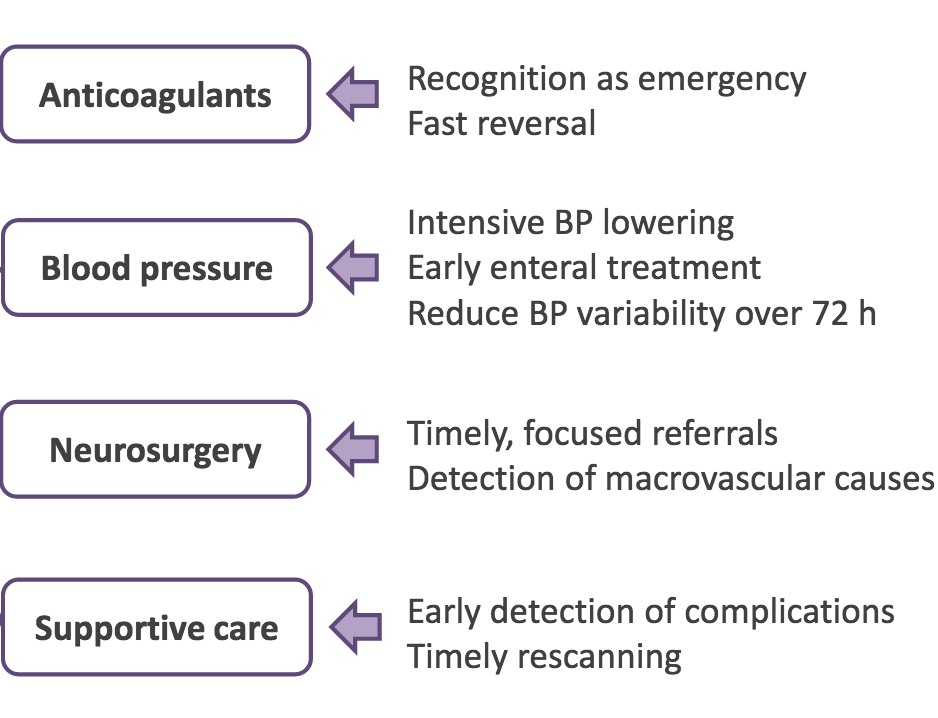 Anticoagulants
Recognition as emergency
Fast reversal
Blood pressure
Intensive BP lowering
Early enteral treatment
Reduce BP variability over 72 h
Neurosurgery
Timely, focused referrals
Detection of macrovascular causes
Supportive care
Early detection of complications
Timely rescanning